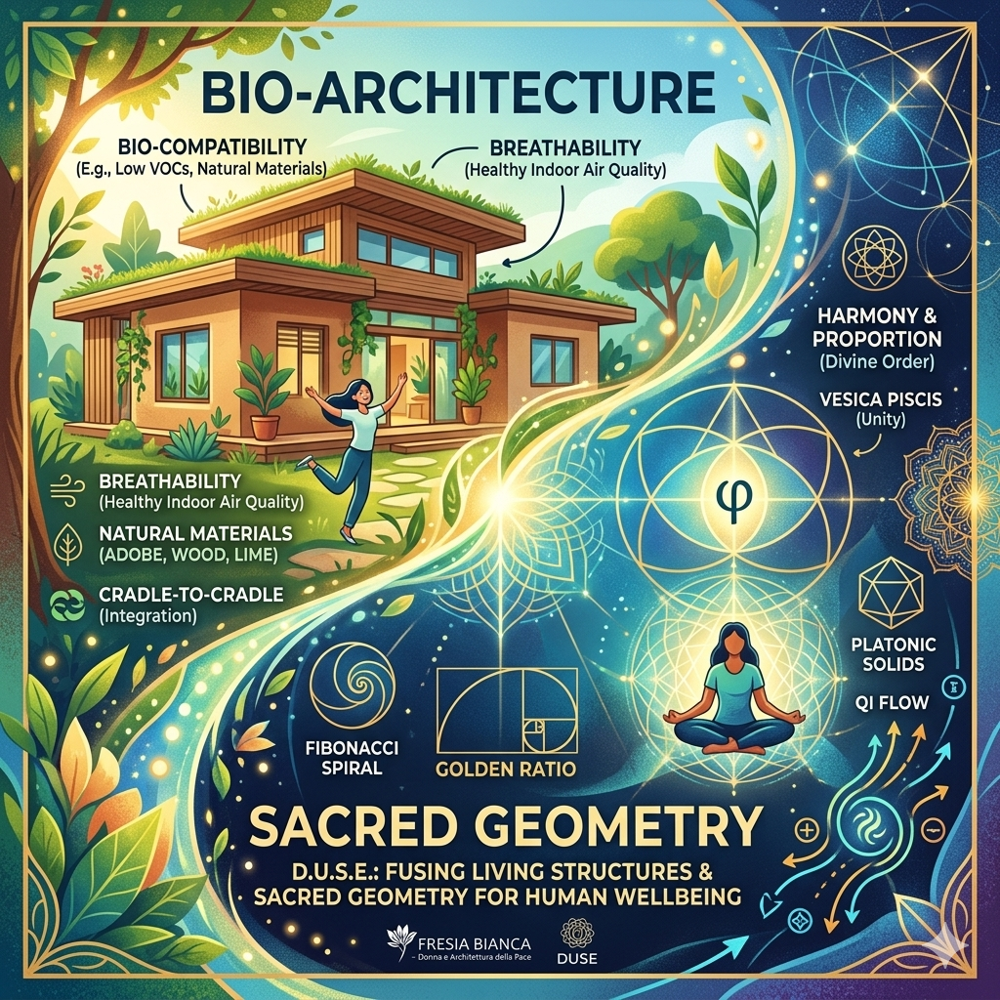 BIO-ARCHITECTURE
BIO-COMPATIBILITY
(E.g., Low VOCs, Natural Materials)
BREATHABILITY
(Healthy Indoor Air Quality)
HARMONY &
PROPORTION
(Divine Order)
VESICA PISCIS
(Unity)
φ
BREATHABILITY
(Healthy Indoor Air Quality)
NATURAL MATERIALS
(ADOBE, WOOD, LIME)
CRADLE-TO-CRADLE
(Integration)
PLATONIC
SOLIDS
QI FLOW
FIBONACCI
SPIRAL
GOLDEN RATIO
SACRED GEOMETRY
D.U.S.E.: FUSING LIVING STRUCTURES &
SACRED GEOMETRY FOR HUMAN WELLBEING
FRESIA BIANCA
– Donna e Architettura della Pace
DUSE